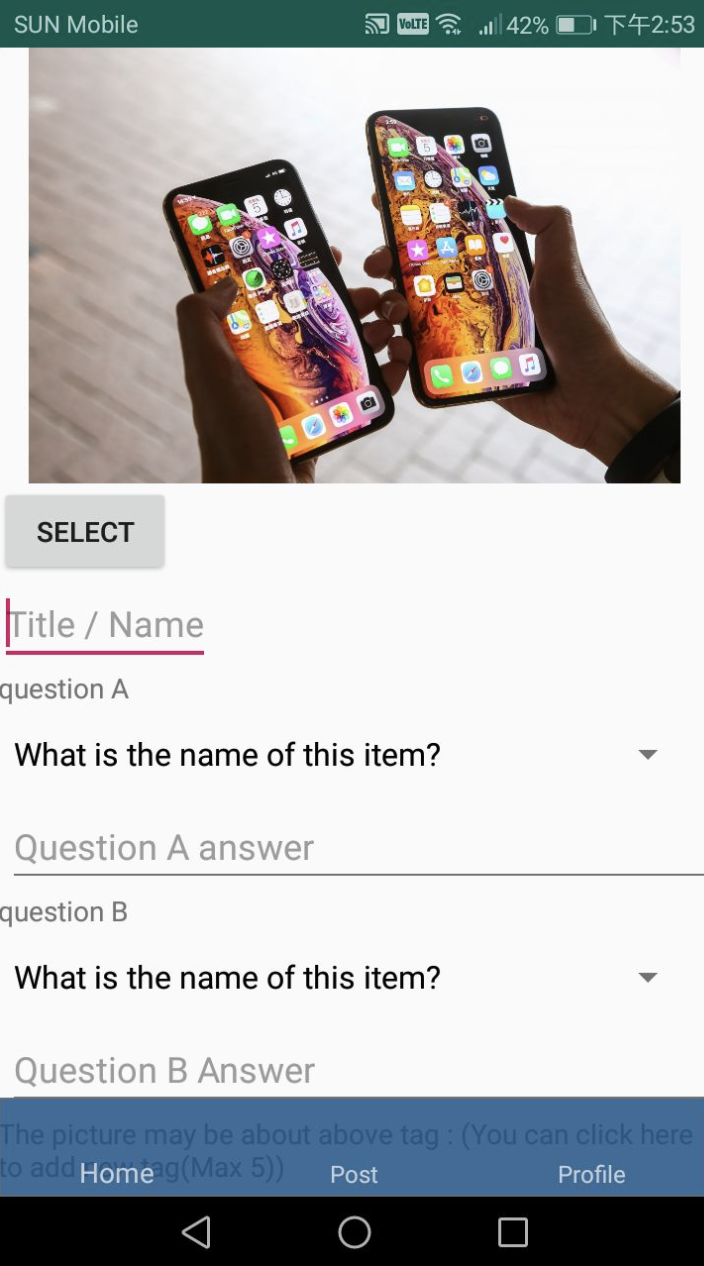 SUN Mobile VoLTE 42% 下午2:53
SELECT
Title / Name
question A
What is the name of this item?
Question A answer
question B
What is the name of this item?
Question B Answer
The picture may be about above tag : (You can click here
to add new tag(Max 5))
Home Post Profile